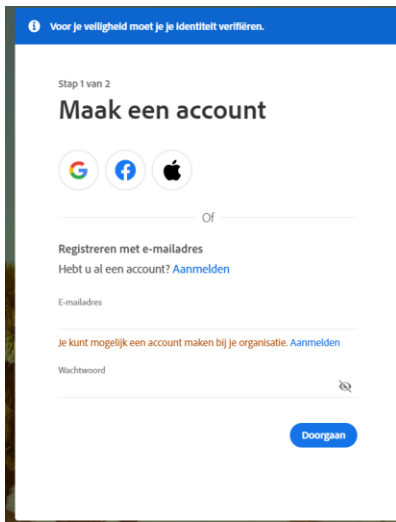 Voor je veiligheid moet je je identiteit verifiëren.
Stap 1 van 2
Maak een account
Of
Registreren met e-mailadres
Hebt u al een account? Aanmelden
E-mailadres
Je kunt mogelijk een account maken bij je organisatie. Aanmelden
Wachtwoord
Doorgaan